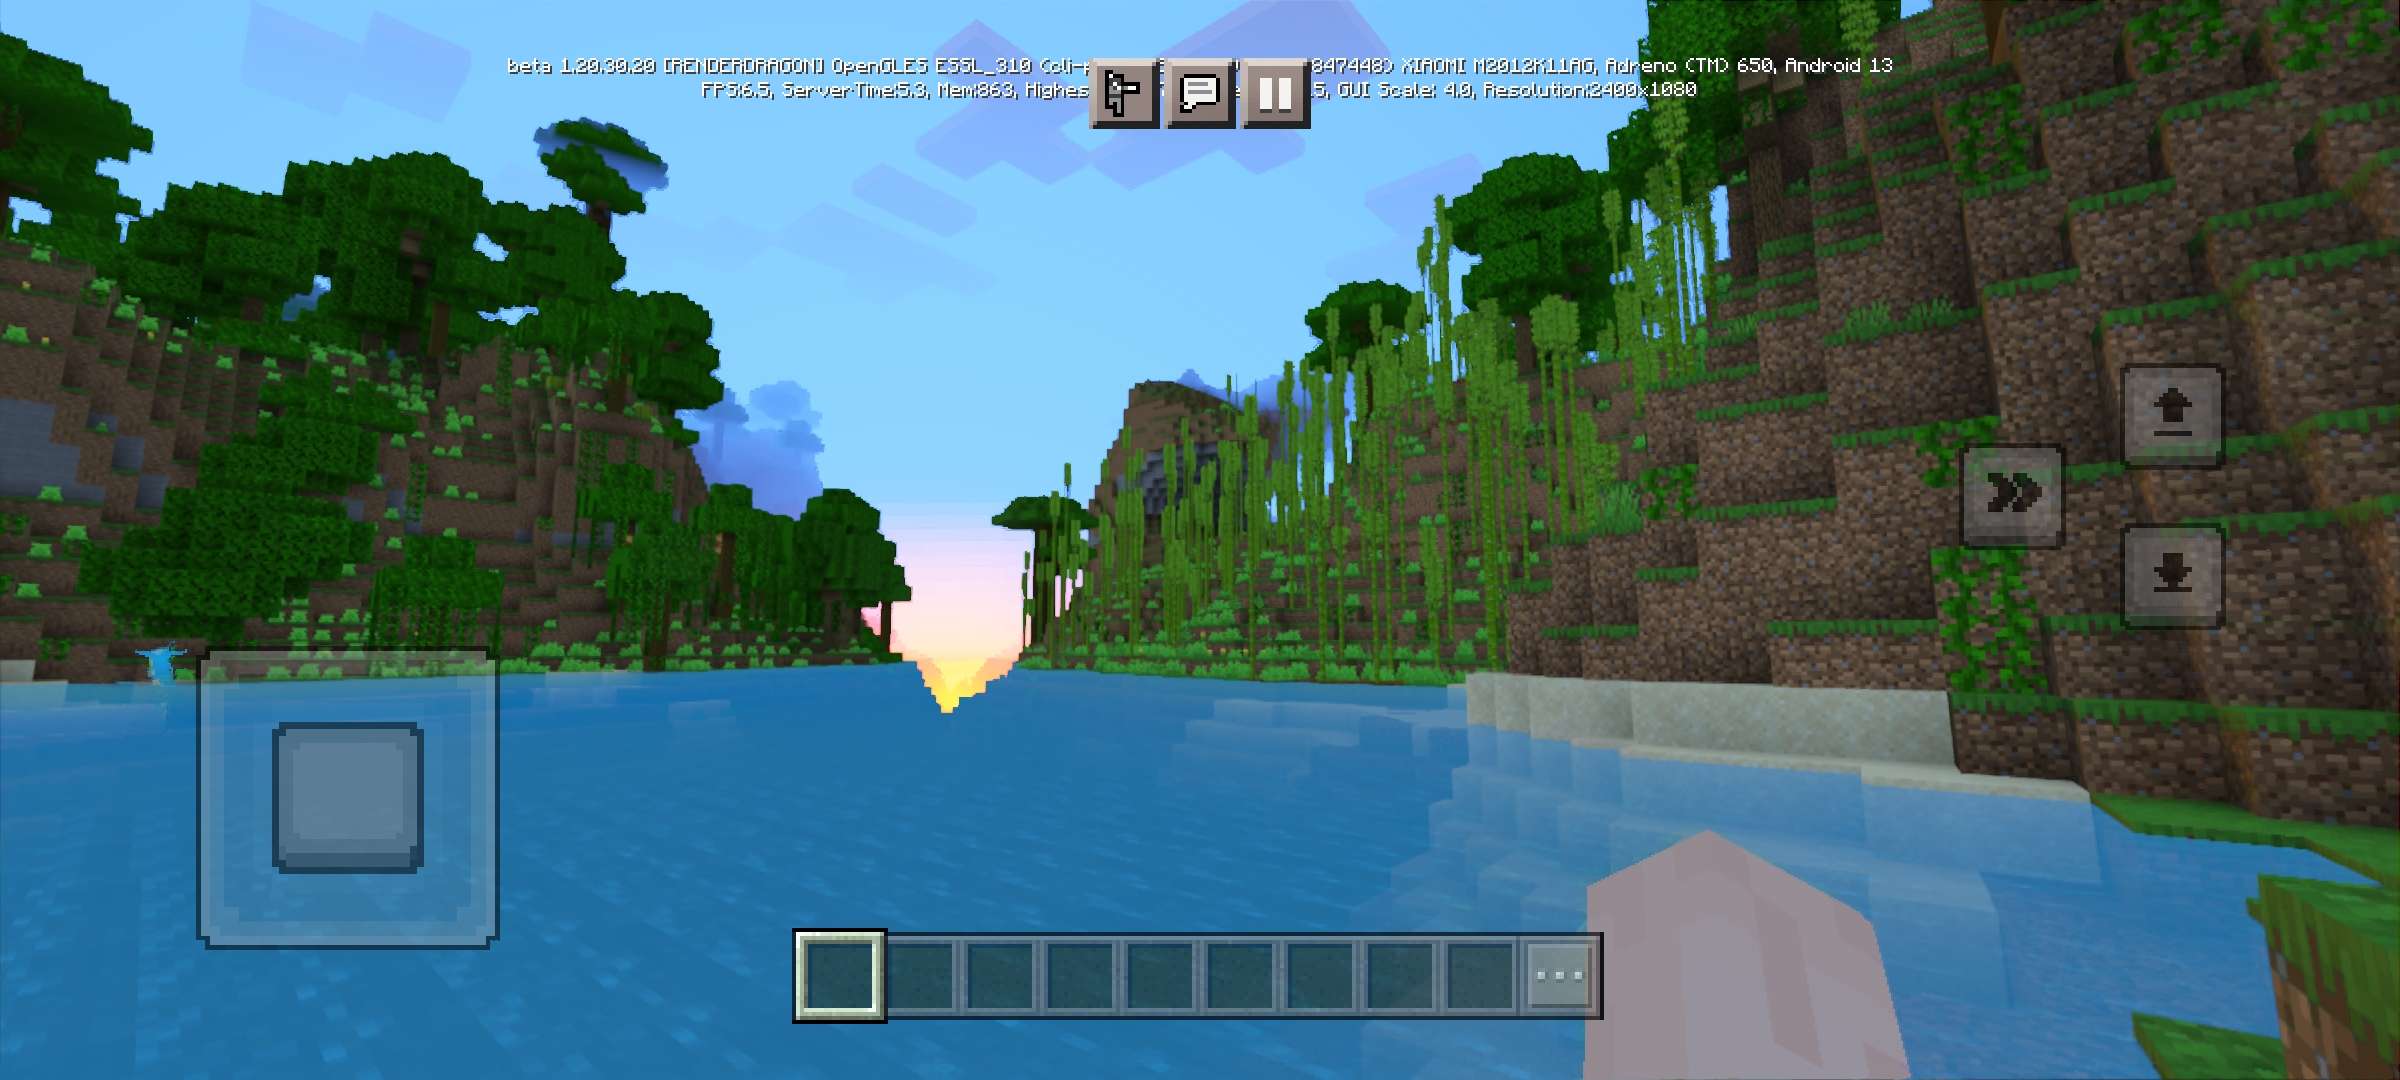 beta 1.20.30.20 [RENDERDRAGON] OpenGLES ESSL_310 847448) XIAOMI M2012K11AG, Adreno (TM) 650, Android 13
FPS:6.5, ServerTime:5.3, Mem:863, GUI Scale: 4.0, Resolution:2400x1080